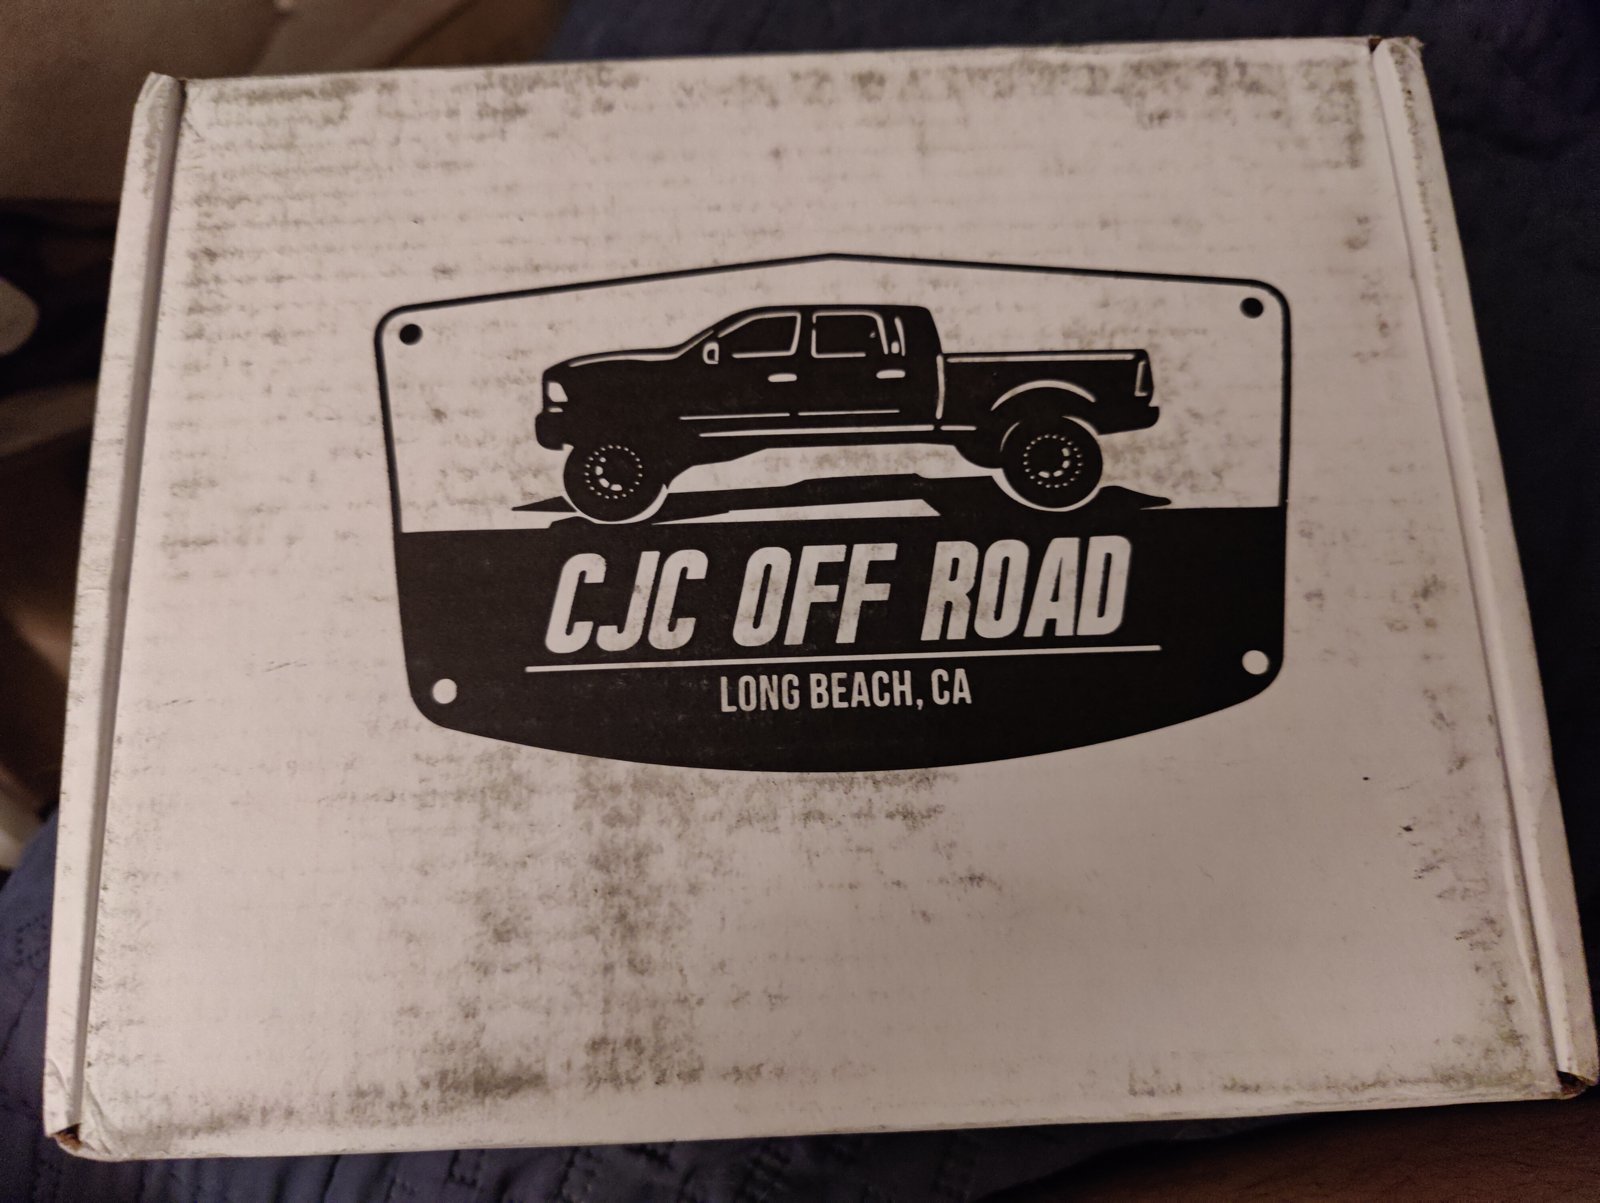 CJC OFF ROAD
LONG BEACH, CA